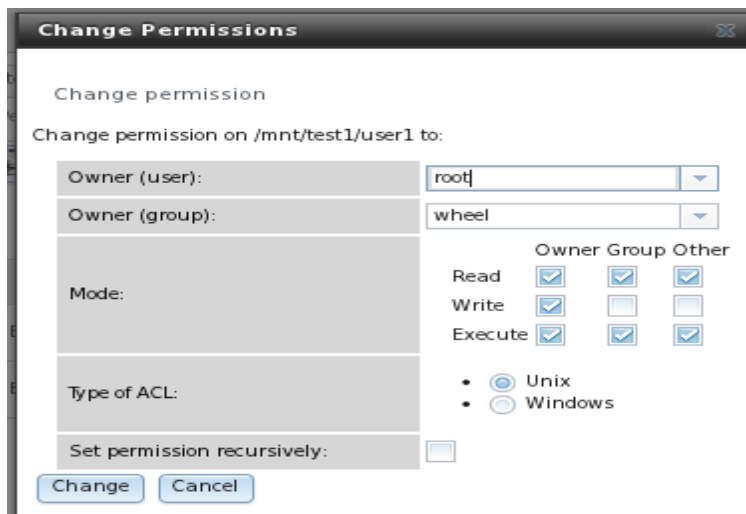 Change Permissions
Change permission
Change permission on /mnt/test1/user1 to:
Owner (user): root
Owner (group): wheel
Owner Group Other
Mode:
Read
Write
Execute
Type of ACL:
• Unix
• Windows
Set permission recursively:
Change Cancel